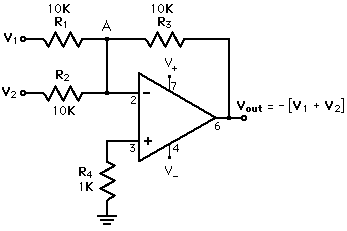 10K
R1
10K
R3
A
V1
V2
R2
10K
V+
7
2
-
+
3
6
4
V-
Vout = - [V1 + V2]
R4
1K